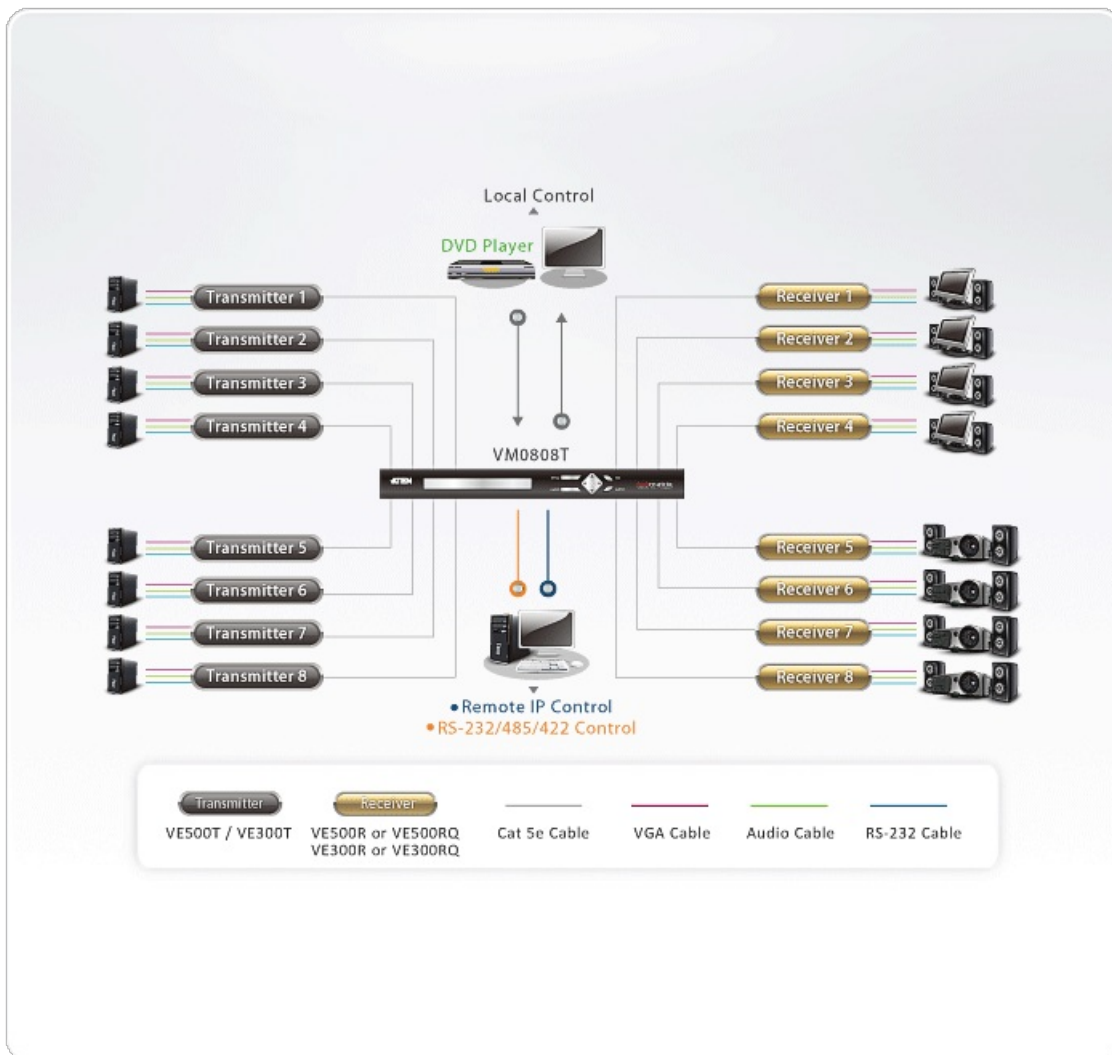 Local Control
DVD Player
Transmitter 1
Transmitter 2
Transmitter 3
Transmitter 4
Receiver 1
Receiver 2
Receiver 3
Receiver 4
VM0808T
ATEN
Transmitter 5
Transmitter 6
Transmitter 7
Transmitter 8
Receiver 5
Receiver 6
Receiver 7
Receiver 8
•Remote IP Control
•RS-232/485/422 Control
Transmitter
VE500T / VE300T
Receiver
VE500R or VE500RQ
VE300R or VE300RQ
Cat 5e Cable
VGA Cable
Audio Cable
RS-232 Cable